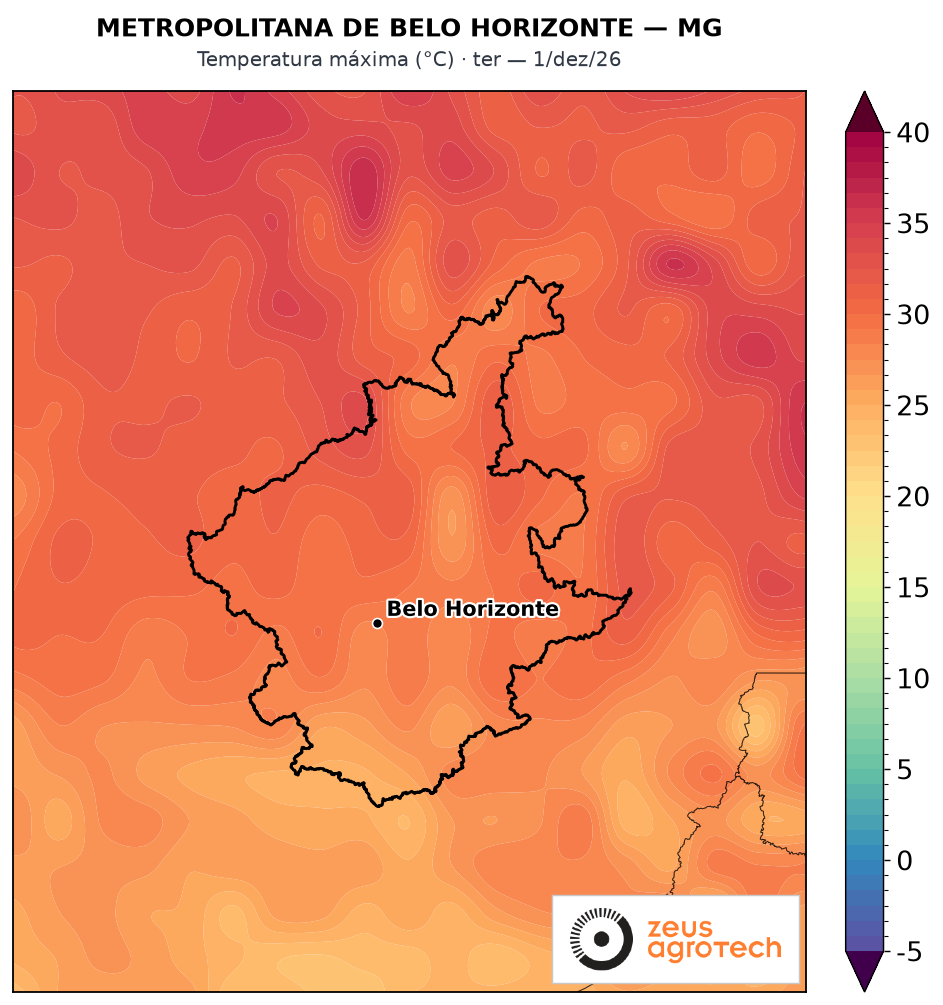 METROPOLITANA DE BELO HORIZONTE — MG
Temperatura máxima (°C) · ter — 1/dez/26
40
35
30
25
20
15
10
5
0
-5
Belo Horizonte
zeus
agrotech